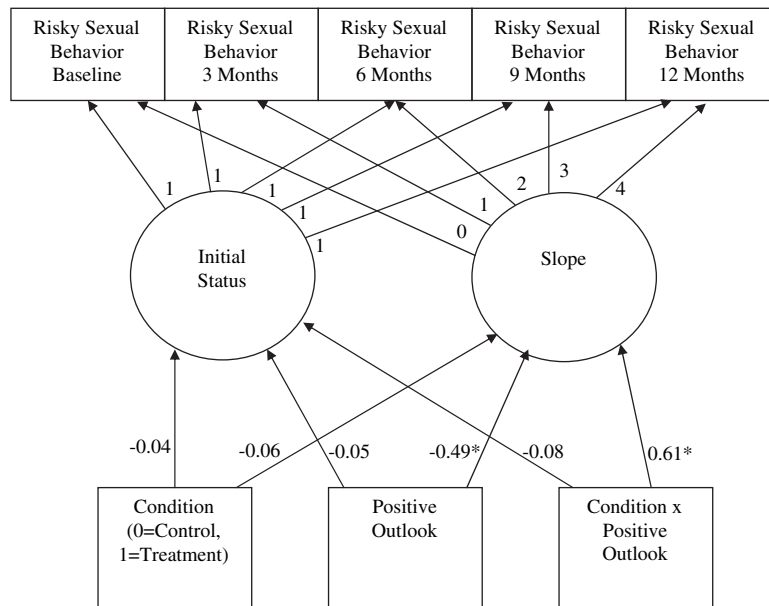 Risky Sexual
Behavior
Baseline
Risky Sexual
Behavior
3 Months
Risky Sexual
Behavior
6 Months
Risky Sexual
Behavior
9 Months
Risky Sexual
Behavior
12 Months
1
1
1
1
1
0
1
2
3
4
Initial
Status
Slope
-0.04
-0.06
-0.05
-0.49*
-0.08
0.61*
Condition
(0=Control,
1=Treatment)
Positive
Outlook
Condition x
Positive
Outlook